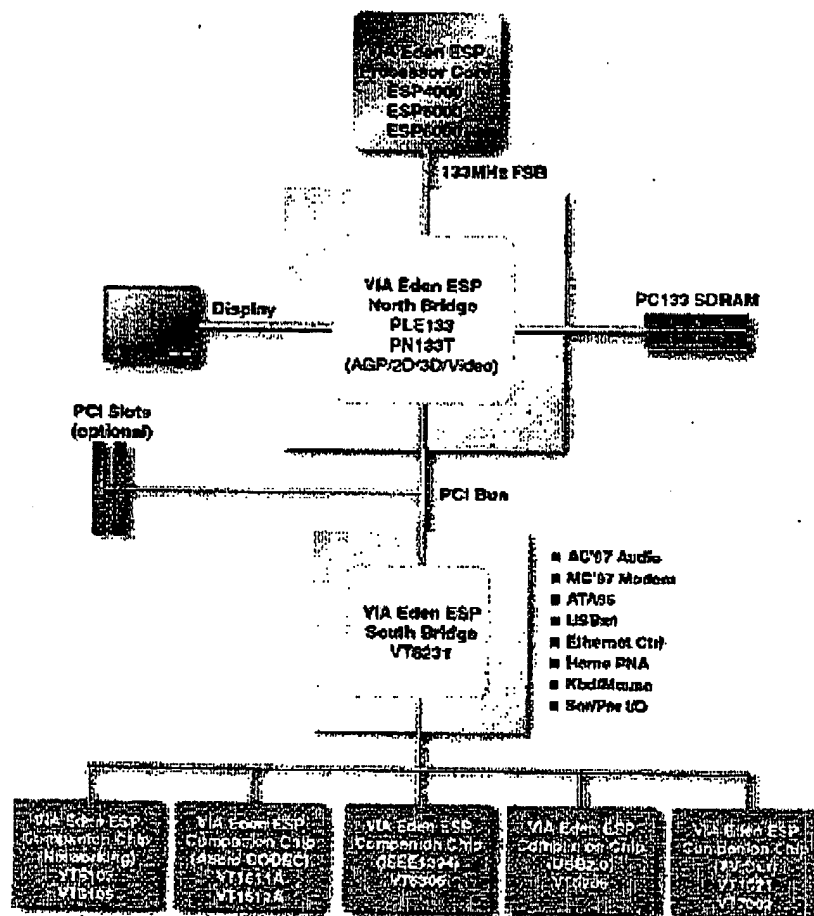 VIA Eden ESP
Processor Core
ESP4000
ESP5000
ESP6000
133MHz FSB
VIA Eden ESP
North Bridge
PLE133
PN133T
(AGP/2D/3D/Video)
Display
PC133 SDRAM
PCI Slots
(optional)
PCI Bus
VIA Eden ESP
South Bridge
VT8231
AC'97 Audio
MC'97 Modem
USBx4
Ethernet Ctrl
Home PNA
Kbd/Mouse
Ser/Par I/O
VIA Eden ESP
Companion Chip
(Networking)
VIA Eden ESP
Companion Chip
(Audio CODEC)
VIA Eden ESP
Companion Chip
(IEEE1394)
VIA Eden ESP
Companion Chip
(USB2.0)
VIA Eden ESP
Companion Chip